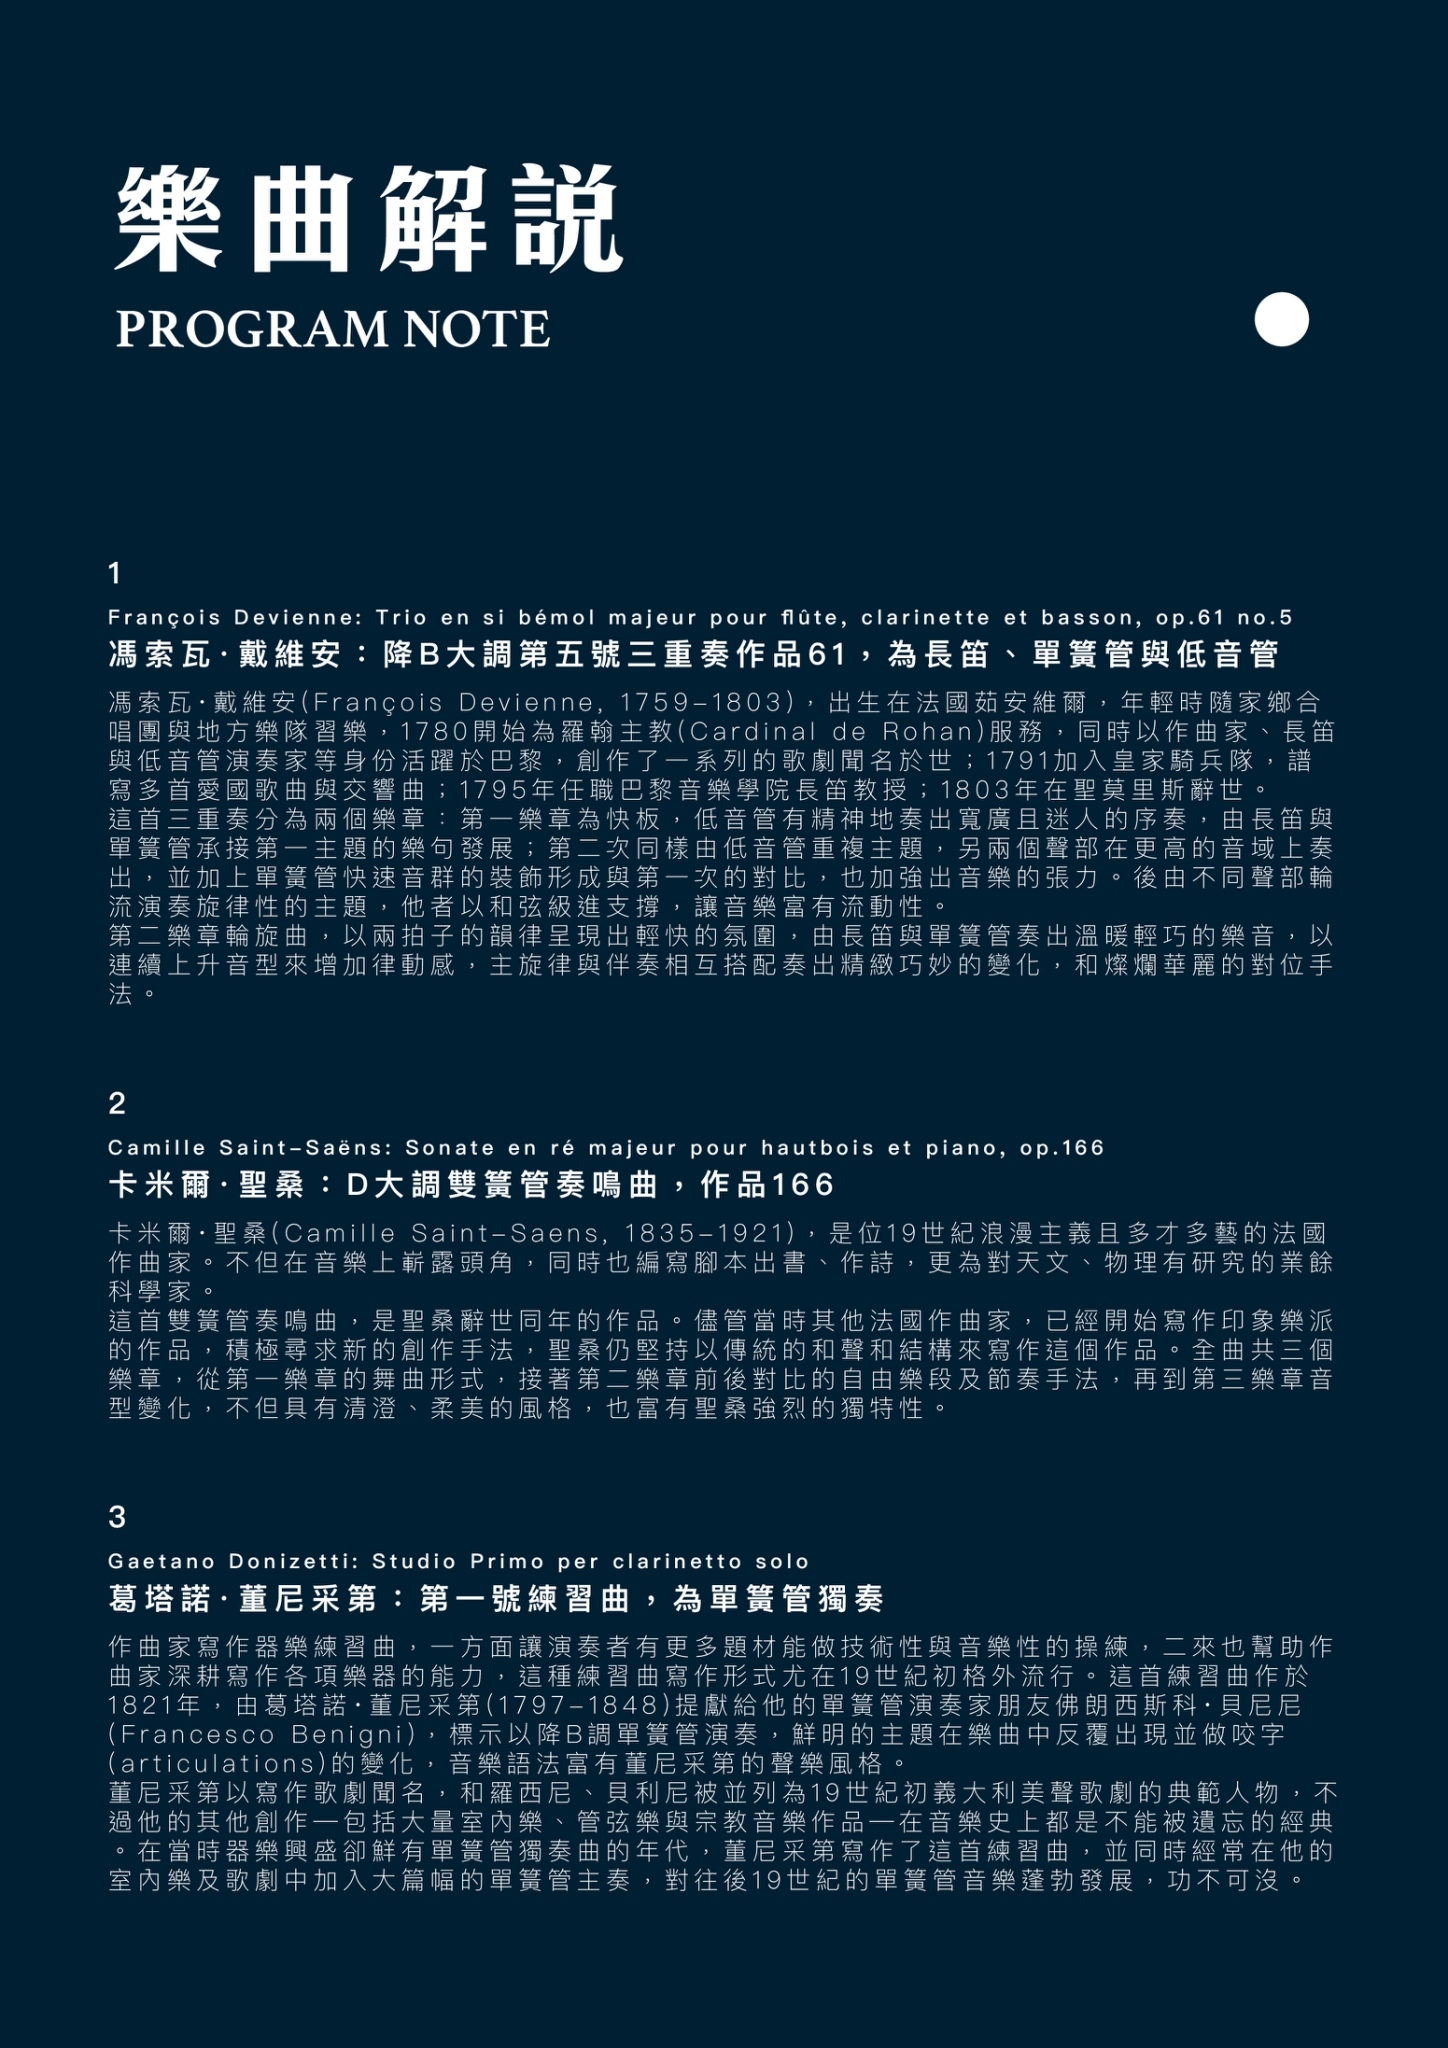 樂曲解説
PROGRAM NOTE
1
François Devienne: Trio en si bémol majeur pour flûte, clarinette et basson, op.61 no.5
馮索瓦·戴維安：降B大調第五號三重奏作品61，為長笛、單簧管與低音管
馮索瓦·戴維安(François Devienne, 1759–1803)，出生在法國茹安維爾，年輕時隨家鄉合
唱團與地方樂隊習樂，1780開始為羅翰主教(Cardinal de Rohan)服務，同時以作曲家、長笛
與低音管演奏家等身份活躍於巴黎，創作了一系列的歌劇聞名於世；1791加入皇家騎兵隊，譜
寫多首愛國歌曲與交響曲；1795年任職巴黎音樂學院長笛教授；1803年在聖莫里斯辭世。
這首三重奏分為兩個樂章：第一樂章為快板，低音管有精神地奏出寬廣且迷人的序奏，由長笛與
單簧管承接第一主題的樂句發展；第二次同樣由低音管重複主題，另兩個聲部在更高的音域上奏
出，並加上單簧管快速音群的裝飾形成與第一次的對比，也加強出音樂的張力。後由不同聲部輪
流演奏旋律性的主題，他者以和弦級進支撐，讓音樂富有流動性。
第二樂章輪旋曲，以兩拍子的韻律呈現出輕快的氛圍，由長笛與單簧管奏出溫暖輕巧的樂音，以
連續上升音型來增加律動感，主旋律與伴奏相互搭配奏出精緻巧妙的變化，和燦爛華麗的對位手
法。
2
Camille Saint–Saëns: Sonate en ré majeur pour hautbois et piano, op.166
卡米爾·聖桑：D大調雙簧管奏鳴曲，作品166
卡米爾·聖桑(Camille Saint–Saens, 1835–1921)，是位19世紀浪漫主義且多才多藝的法國
作曲家。不但在音樂上嶄露頭角，同時也編寫腳本出書、作詩，更為對天文、物理有研究的業餘
科學家。
這首雙簧管奏鳴曲，是聖桑辭世同年的作品。儘管當時其他法國作曲家，已經開始寫作印象樂派
的作品，積極尋求新的創作手法，聖桑仍堅持以傳統的和聲和結構來寫作這個作品。全曲共三個
樂章，從第一樂章的舞曲形式，接著第二樂章前後對比的自由樂段及節奏手法，再到第三樂章音
型變化，不但具有清澄、柔美的風格，也富有聖桑強烈的獨特性。
3
Gaetano Donizetti: Studio Primo per clarinetto solo
葛塔諾·董尼采第：第一號練習曲，為單簧管獨奏
作曲家寫作器樂練習曲，一方面讓演奏者有更多題材能做技術性與音樂性的操練，二來也幫助作
曲家深耕寫作各項樂器的能力，這種練習曲寫作形式尤在19世紀初格外流行。這首練習曲作於
1821年，由葛塔諾·董尼采第(1797–1848)提獻給他的單簧管演奏家朋友佛朗西斯科·貝尼尼
(Francesco Benigni)，標示以降B調單簧管演奏，鮮明的主題在樂曲中反覆出現並做咬字
(articulations)的變化，音樂語法富有董尼采第的聲樂風格。
董尼采第以寫作歌劇聞名，和羅西尼、貝利尼被並列為19世紀初義大利美聲歌劇的典範人物，不
過他的其他創作—包括大量室內樂、管弦樂與宗教音樂作品—在音樂史上都是不能被遺忘的經典
。在當時器樂興盛卻鮮有單簧管獨奏曲的年代，董尼采第寫作了這首練習曲，並同時經常在他的
室內樂及歌劇中加入大篇幅的單簧管主奏，對往後19世紀的單簧管音樂蓬勃發展，功不可沒。